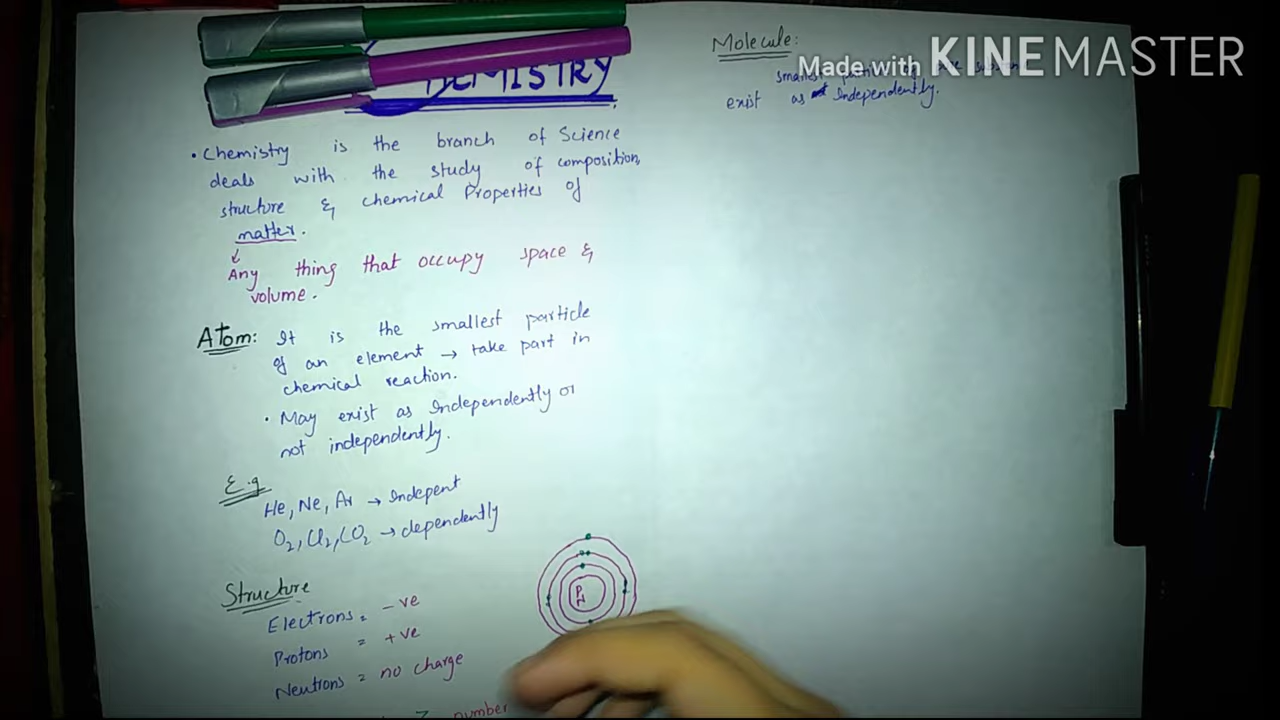 HEMISTRY
• Chemistry is the branch of Science
deals with the study of composition,
structure & chemical Properties of
matter.
Any thing that occupy space &
volume.
Atom: It is the smallest particle
of an element → take part in
chemical reaction.
• May exist as Independently or
not independently.
E.g
He, Ne, Ar → Indepent
O2, Cl2, CO2 → dependently
Structure
Electrons = -ve
Protons = +ve
Neutrons = no charge
Z number
P
N
Molecule:
Made with KINEMASTER
smallest
exist as Independently.